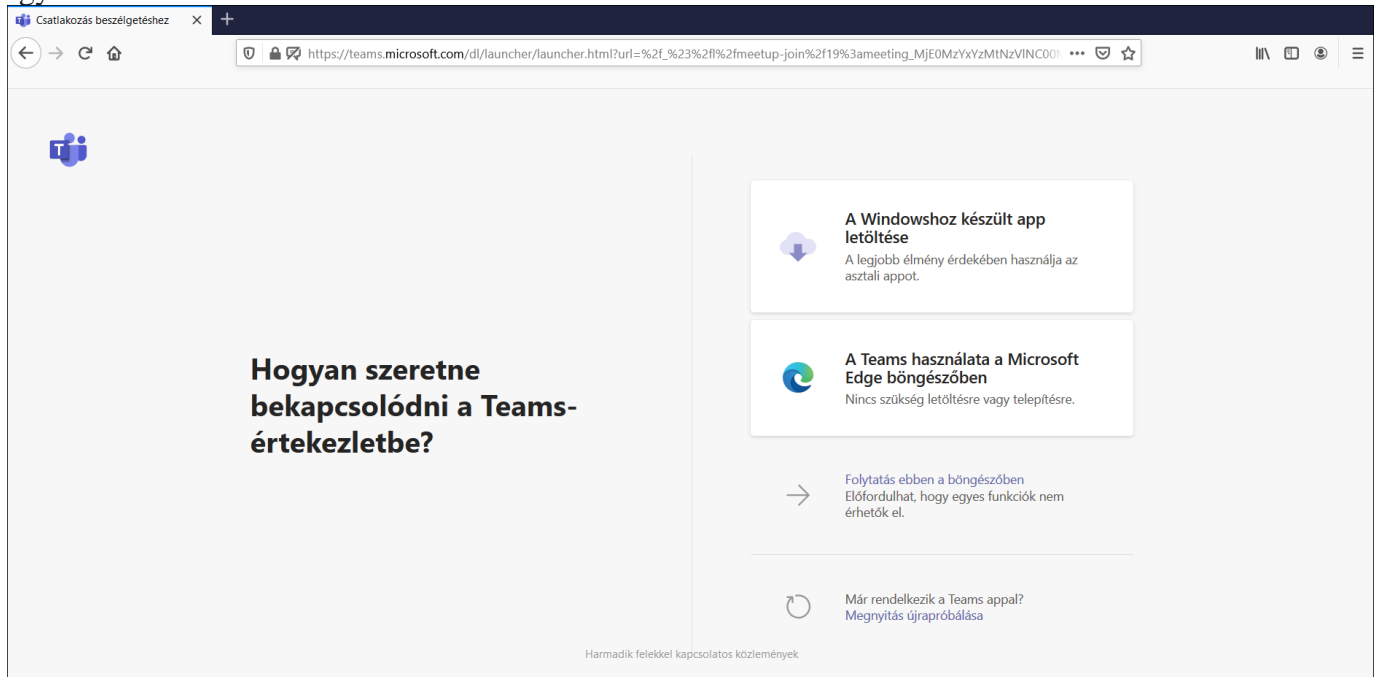 Csatlakozás beszélgetéshez
https://teams.microsoft.com/dl/launcher/launcher.html?url=%2f_%23%2fl%2fmeetup-join%2f19%3ameeting_MjE0MzYxYzMtNzVlNC00
T
A Windowshoz készült app
letöltése
A legjobb élmény érdekében használja az
asztali appot.
Hogyan szeretne
bekapcsolódni a Teams-
értekezletbe?
A Teams használata a Microsoft
Edge böngészőben
Nincs szükség letöltésre vagy telepítésre.
Folytatás ebben a böngészőben
Előfordulhat, hogy egyes funkciók nem
érhetők el.
Már rendelkezik a Teams appal?
Megnyitás újrapróbálása
Harmadik felekkel kapcsolatos közlemények